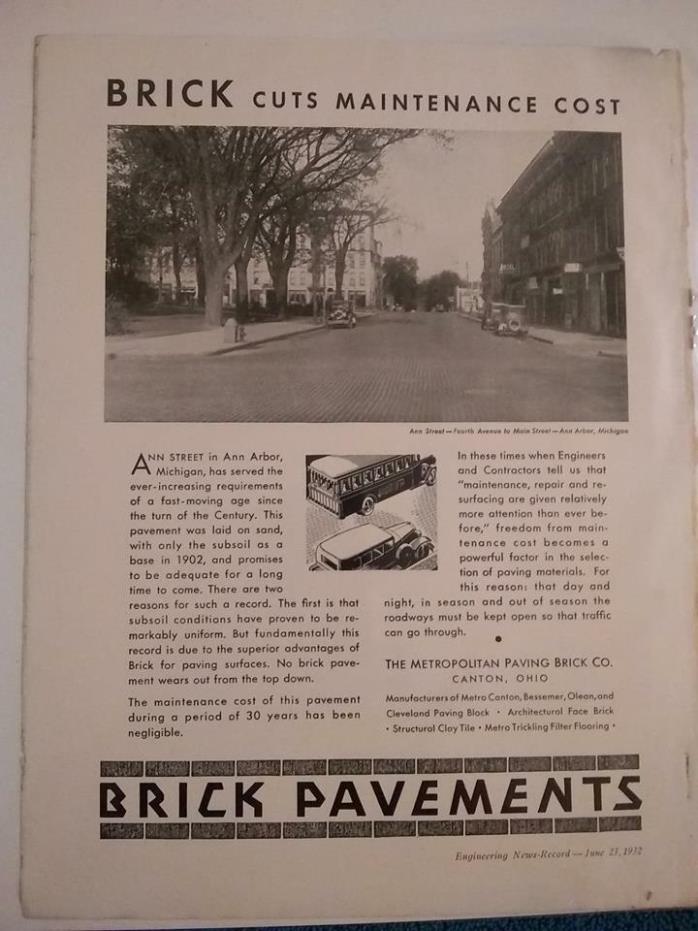 BRICK CUTS MAINTENANCE COST
Ann Street—Fourth Avenue to Main Street—Ann Arbor, Michigan
ANN STREET in Ann Arbor,
Michigan, has served the
ever-increasing requirements
of a fast-moving age since
the turn of the Century. This
pavement was laid on sand,
with only the subsoil as a
base in 1902, and promises
to be adequate for a long
time to come. There are two
reasons for such a record. The first is that
subsoil conditions have proven to be re-
markably uniform. But fundamentally this
record is due to the superior advantages of
Brick for paving surfaces. No brick pave-
ment wears out from the top down.
The maintenance cost of this pavement
during a period of 30 years has been
negligible.
In these times when Engineers
and Contractors tell us that
"maintenance, repair and re-
surfacing are given relatively
more attention than ever be-
fore," freedom from main-
tenance cost becomes a
powerful factor in the selec-
tion of paving materials. For
this reason: that day and
night, in season and out of season the
roadways must be kept open so that traffic
can go through.
THE METROPOLITAN PAVING BRICK CO.
CANTON, OHIO
Manufacturers of Metro Canton, Bessemer, Olean, and
Cleveland Paving Block • Architectural Face Brick
• Structural Clay Tile • Metro Trickling Filter Flooring •
BRICK PAVEMENTS
Engineering News-Record—June 23, 1932